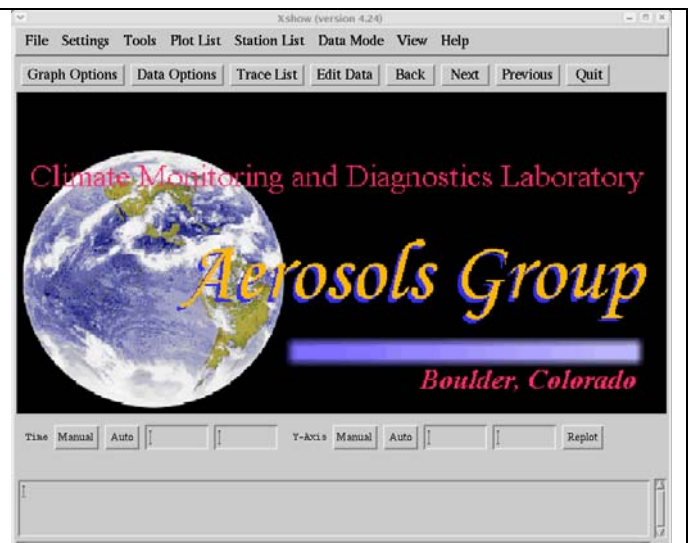 Xshow (version 4.24)
File Settings Tools Plot List Station List Data Mode View Help
Graph Options Data Options Trace List Edit Data Back Next Previous Quit
Climate Monitoring and Diagnostics Laboratory
Aerosols Group
Boulder, Colorado
Time Manual Auto Y-Axis Manual Auto Replot